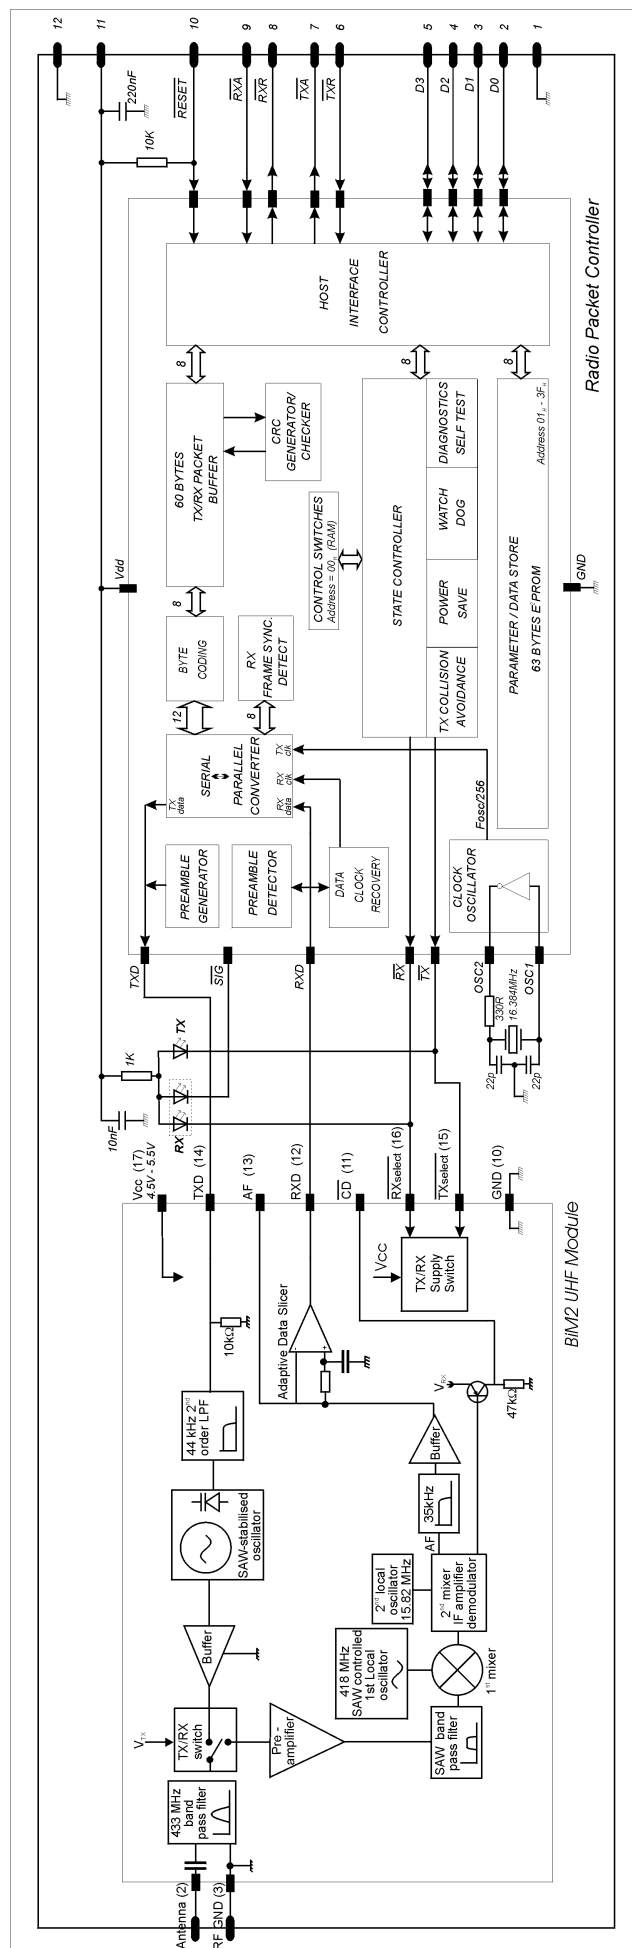 12
11
10
9
8
7
6
5
4
3
2
1
220nF
10K
RESET
RXA
RXR
TXA
TXR
D3
D2
D1
D0
Radio Packet Controller
HOST
INTERFACE
CONTROLLER
8
8
8
60 BYTES
TX/RX PACKET
BUFFER
CRC
GENERATOR/
CHECKER
CONTROL SWITCHES
Address = 00H (RAM)
STATE CONTROLLER
DIAGNOSTICS
SELF TEST
WATCH
DOG
POWER
SAVE
TX COLLISION
AVOIDANCE
PARAMETER / DATA STORE
63 BYTES E²PROM
Address 01H - 3FH
Vdd
GND
8
BYTE
CODING
RX
FRAME SYNC.
DETECT
12
8
SERIAL
PARALLEL
CONVERTER
TX
data
TX
clk
RX
clk
RX
data
Fosc/256
PREAMBLE
GENERATOR
PREAMBLE
DETECTOR
DATA
CLOCK
RECOVERY
CLOCK
OSCILLATOR
TXD
SIG
RXD
RX
TX
OSC2
OSC1
330R
16.384MHz
22p
22p
1K
TX
RX
10nF
Vcc (17)
4.5V - 5.5V
TXD (14)
AF (13)
RXD (12)
CD (11)
RXselect (16)
TXselect (15)
GND (10)
BiM2 UHF Module
VCC
TX/RX
Supply
Switch
10kΩ
Adaptive Data Slicer
-
+
VRX
47kΩ
44 kHz 2nd
order LPF
SAW-stabilised
oscillator
Buffer
Buffer
35kHz
AF
2nd mixer
IF amplifier
demodulator
2nd local
oscillator
15.82 MHz
418 MHz
SAW controlled
1st Local
oscillator
1st mixer
SAW band
pass filter
Pre -
amplifier
VTX
TX/RX
switch
433 MHz
band
pass filter
Antenna (2)
RF GND (3)